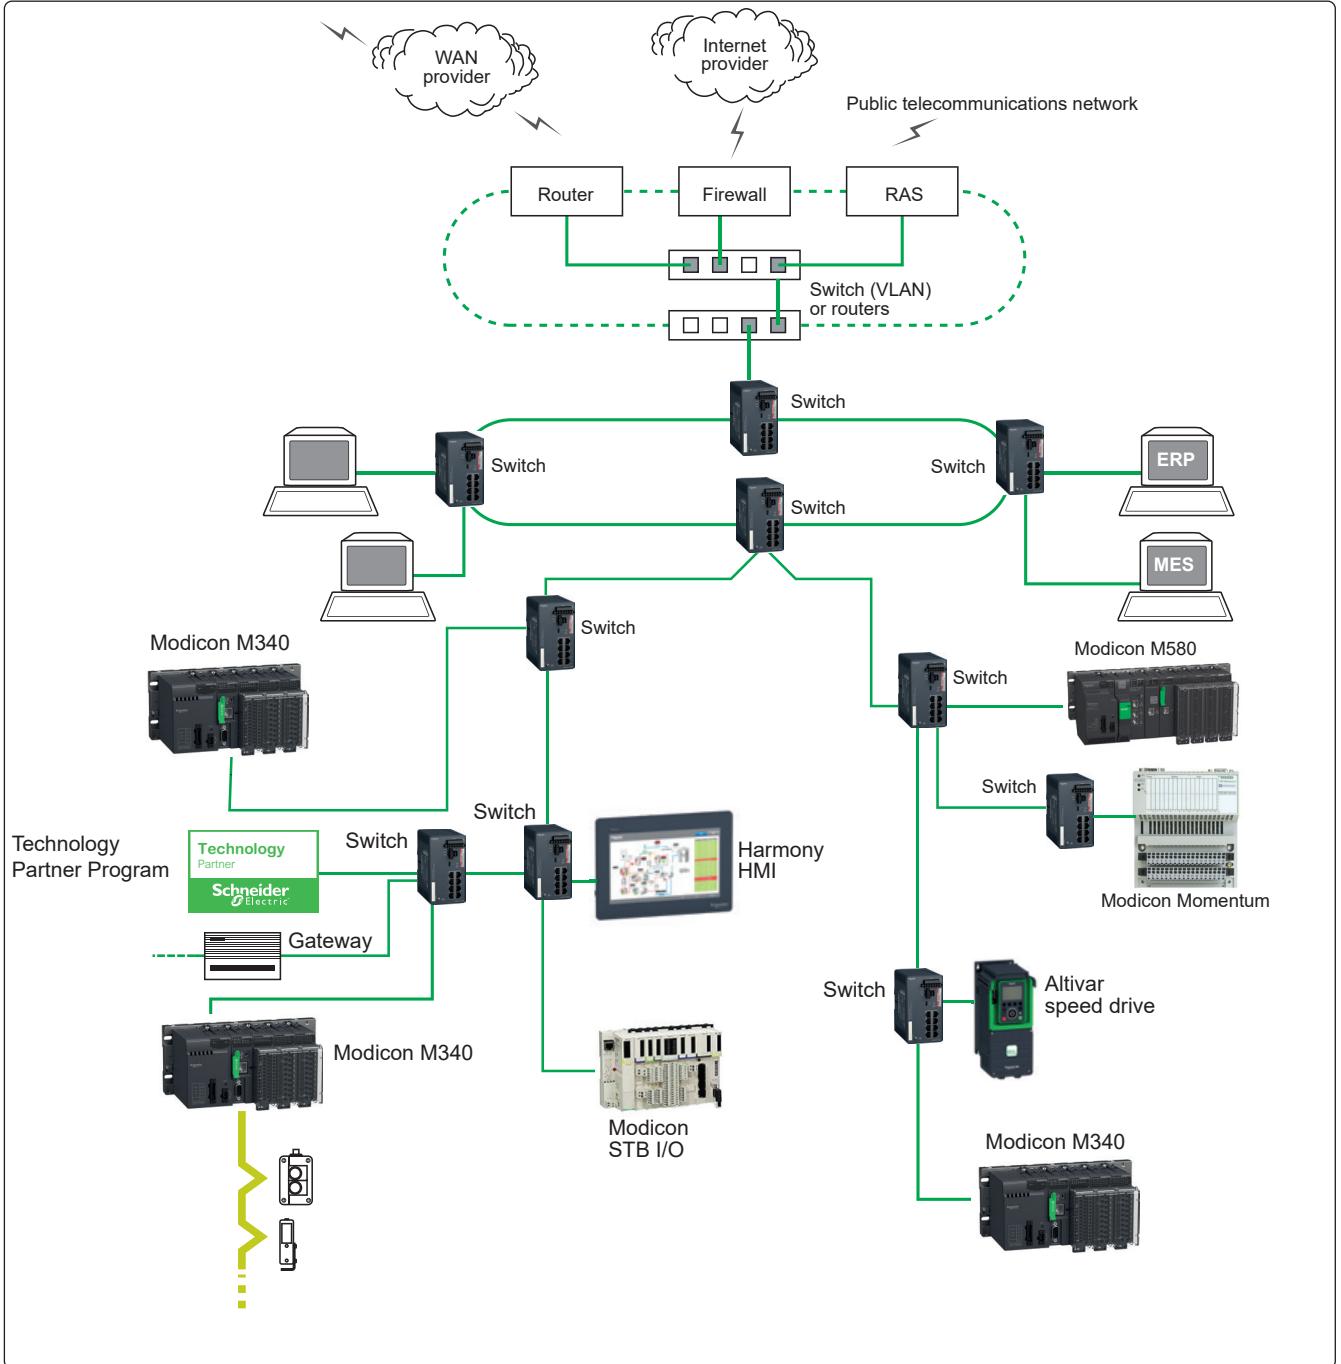 WAN
provider
Internet
provider
Public telecommunications network
Router
Firewall
RAS
Switch (VLAN)
or routers
Switch
Switch
Switch
ERP
Switch
MES
Switch
Modicon M340
Modicon M580
Switch
Switch
Switch
Switch
Technology
Partner Program
Technology
Partner
Schneider
Electric
Harmony
HMI
Modicon Momentum
Gateway
Switch
Altivar
speed drive
Modicon M340
Modicon
STB I/O
Modicon M340